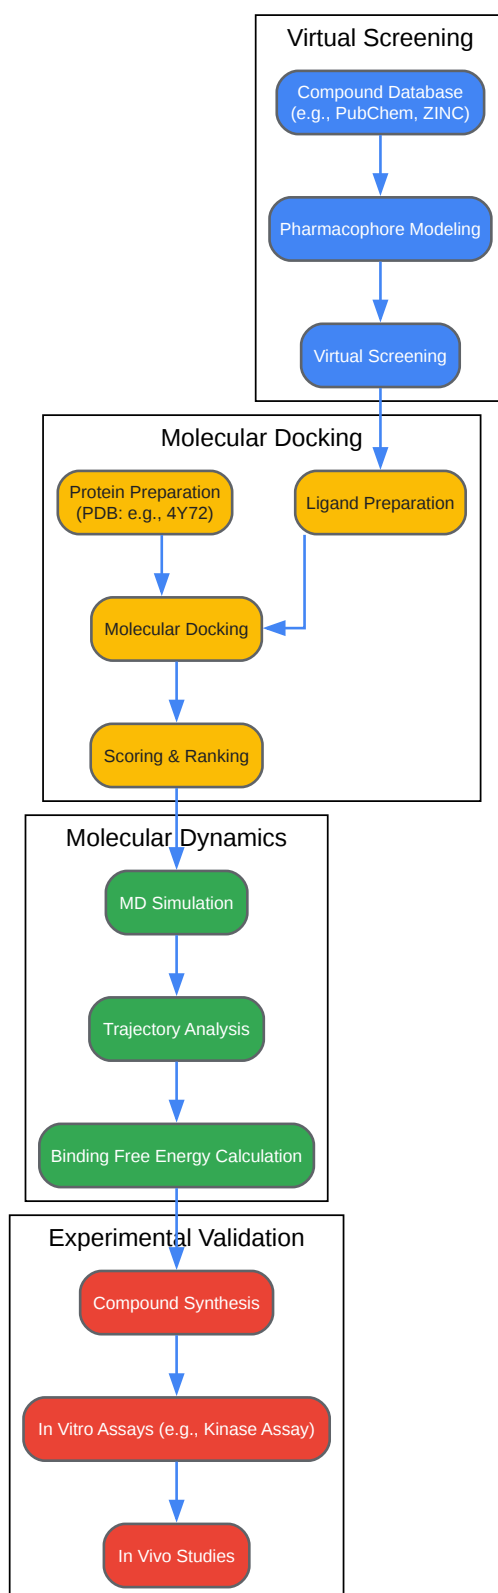 Virtual Screening
Compound Database
(e.g., PubChem, ZINC)
Pharmacophore Modeling
Virtual Screening
Molecular Docking
Protein Preparation
(PDB: e.g., 4Y72)
Ligand Preparation
Molecular Docking
Scoring & Ranking
Molecular Dynamics
MD Simulation
Trajectory Analysis
Binding Free Energy Calculation
Experimental Validation
Compound Synthesis
In Vitro Assays (e.g., Kinase Assay)
In Vivo Studies